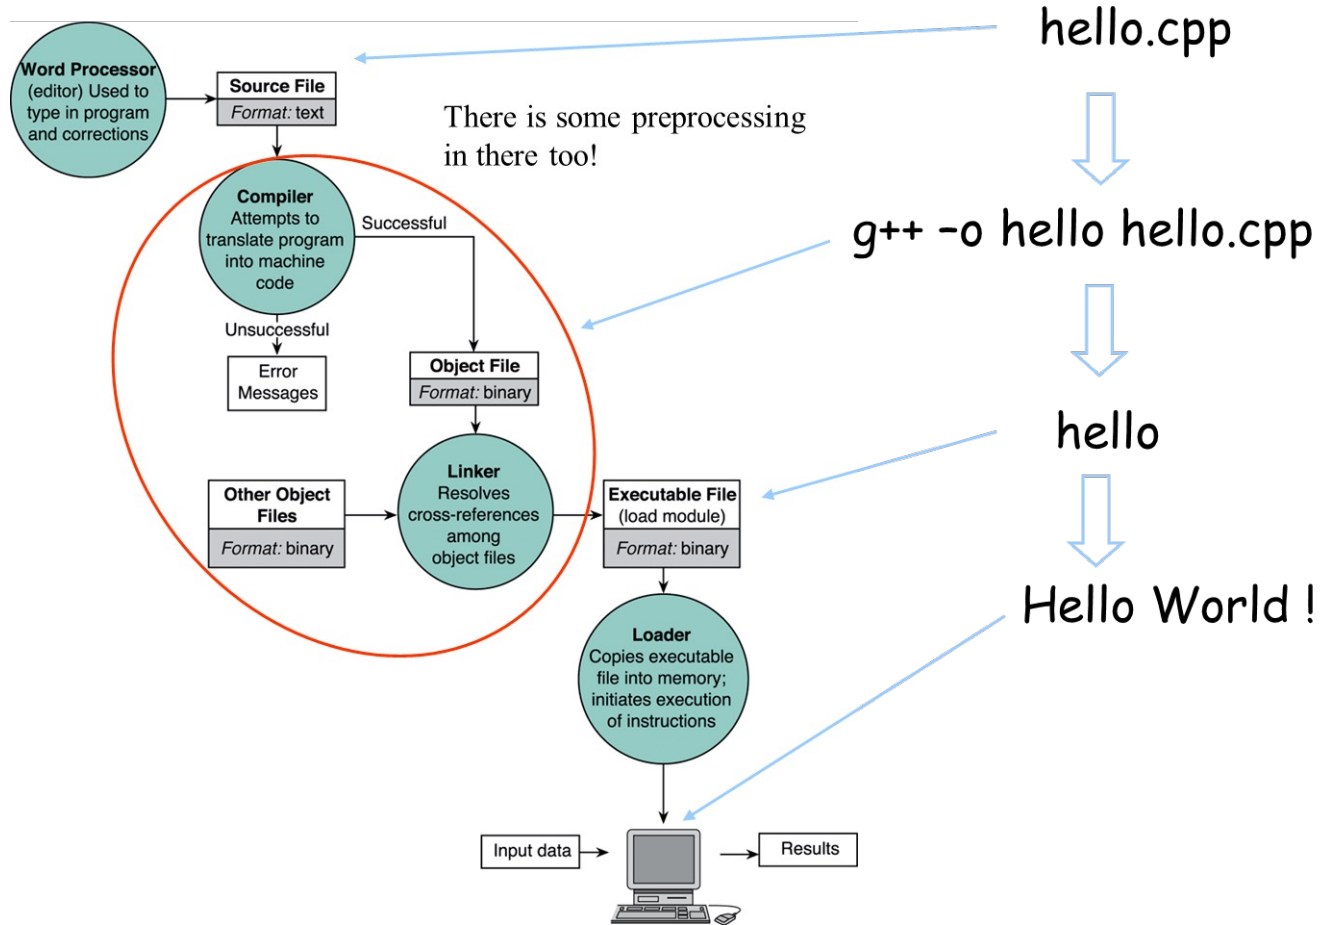 hello.cpp
Word Processor
(editor) Used to
type in program
and corrections
Source File
Format: text
There is some preprocessing
in there too!
Compiler
Attempts to
translate program
into machine
code
Successful
g++ –o hello hello.cpp
Unsuccessful
Error
Messages
Object File
Format: binary
hello
Linker
Resolves
cross-references
among
object files
Other Object
Files
Format: binary
Executable File
(load module)
Format: binary
Hello World !
Loader
Copies executable
file into memory;
initiates execution
of instructions
Input data
Results